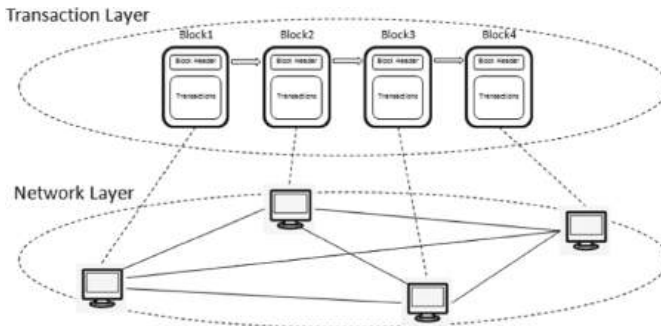 Transaction Layer
Block1 Block2 Block3 Block4
Block Header Block Header Block Header Block Header
Transactions Transactions Transactions Transactions
Network Layer